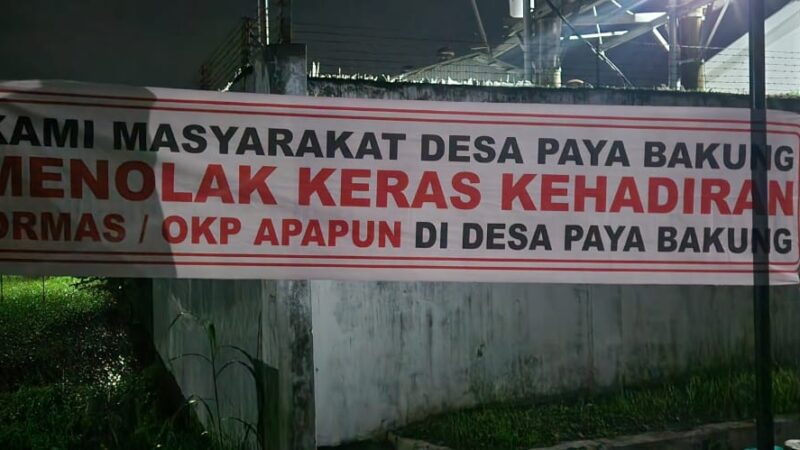 KAMI MASYARAKAT DESA PAYA BAKUNG
MENOLAK KERAS KEHADIRAN
ORMAS / OKP APAPUN DI DESA PAYA BAKUNG